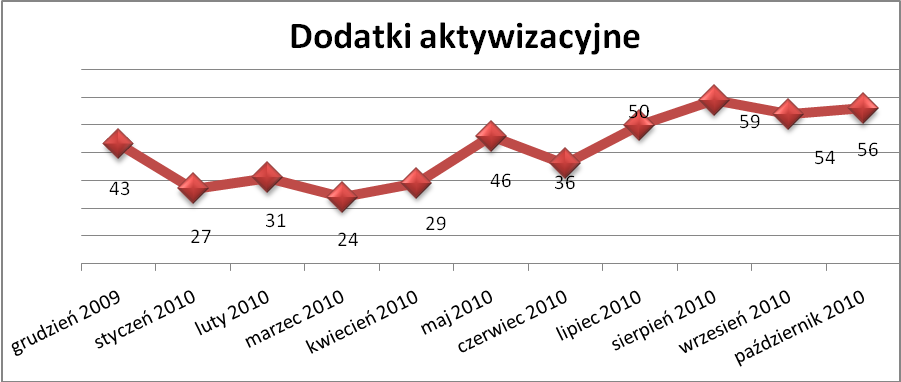 Dodatki aktywizacyjne
43
27
31
24
29
46
36
50
59
54
56
grudzień 2009
styczeń 2010
luty 2010
marzec 2010
kwiecień 2010
maj 2010
czerwiec 2010
lipiec 2010
sierpień 2010
wrzesień 2010
październik 2010